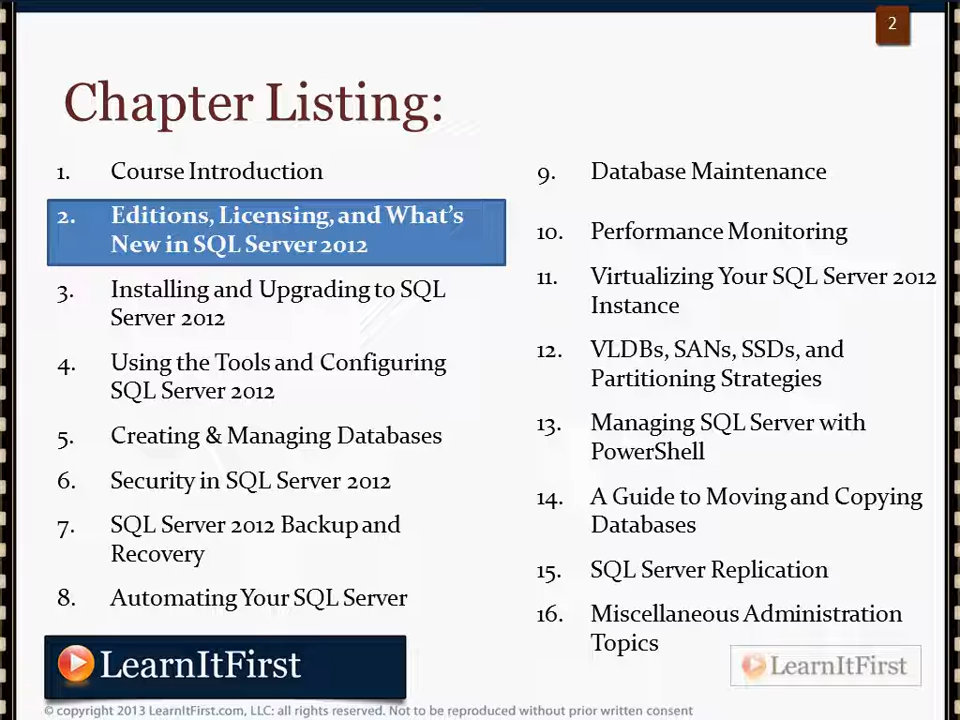 2
Chapter Listing:
1. Course Introduction
2. Editions, Licensing, and What's
New in SQL Server 2012
3. Installing and Upgrading to SQL
Server 2012
4. Using the Tools and Configuring
SQL Server 2012
5. Creating & Managing Databases
6. Security in SQL Server 2012
7. SQL Server 2012 Backup and
Recovery
8. Automating Your SQL Server
9. Database Maintenance
10. Performance Monitoring
11. Virtualizing Your SQL Server 2012
Instance
12. VLDBs, SANs, SSDs, and
Partitioning Strategies
13. Managing SQL Server with
PowerShell
14. A Guide to Moving and Copying
Databases
15. SQL Server Replication
16. Miscellaneous Administration
Topics
LearnItFirst
LearnItFirst
© copyright 2013 LearnItFirst.com, LLC: all rights reserved. Not to be reproduced without prior written consent